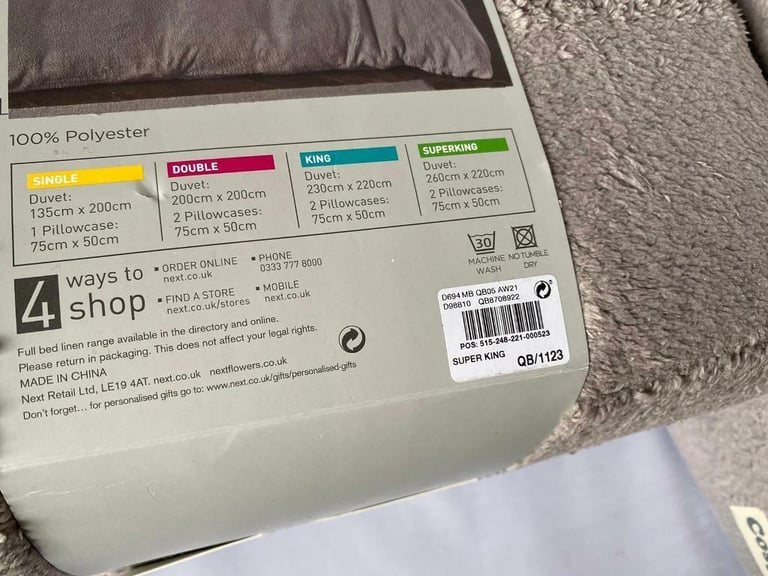 100% Polyester
SINGLE
Duvet:
135cm x 200cm
1 Pillowcase:
75cm x 50cm
DOUBLE
Duvet:
200cm x 200cm
2 Pillowcases:
75cm x 50cm
KING
Duvet:
230cm x 220cm
2 Pillowcases:
75cm x 50cm
SUPERKING
Duvet:
260cm x 220cm
2 Pillowcases:
75cm x 50cm
4 ways to shop
▪ ORDER ONLINE
next.co.uk
▪ PHONE
0333 777 8000
▪ FIND A STORE
next.co.uk/stores
▪ MOBILE
next.co.uk
30
MACHINE
WASH
NO TUMBLE
DRY
Full bed linen range available in the directory and online.
Please return in packaging. This does not affect your legal rights.
MADE IN CHINA
Next Retail Ltd, LE19 4AT. next.co.uk nextflowers.co.uk
Don't forget... for personalised gifts go to: www.next.co.uk/gifts/personalised-gifts
D694 MB QB05 AW21
D98810 QB8708922
POS: 515-248-221-000523
SUPER KING QB/1123